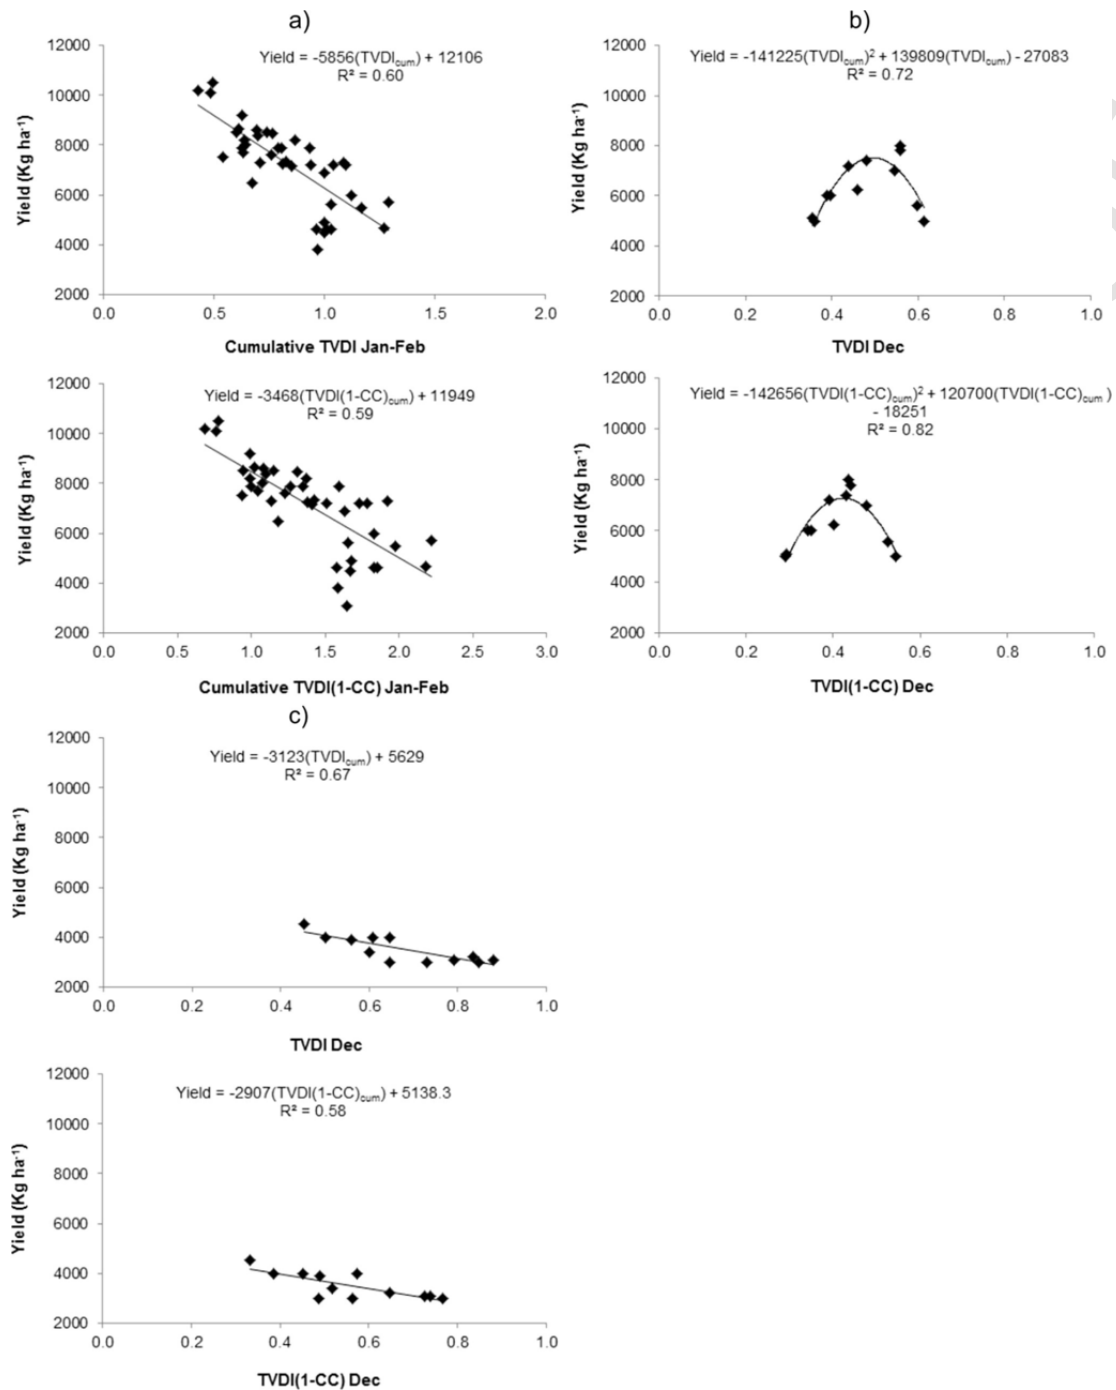 a)
12000
10000
8000
6000
4000
2000
Yield (Kg ha⁻¹)
Yield = -5856(TVDIcum) + 12106
R² = 0.60
0.0 0.5 1.0 1.5 2.0
Cumulative TVDI Jan-Feb
b)
12000
10000
8000
6000
4000
2000
Yield (Kg ha⁻¹)
Yield = -141225(TVDIcum)² + 139809(TVDIcum) - 27083
R² = 0.72
0.0 0.2 0.4 0.6 0.8 1.0
TVDI Dec
12000
10000
8000
6000
4000
2000
Yield (Kg ha⁻¹)
Yield = -3468(TVDI(1-CC)cum) + 11949
R² = 0.59
0.0 0.5 1.0 1.5 2.0 2.5 3.0
Cumulative TVDI(1-CC) Jan-Feb
12000
10000
8000
6000
4000
2000
Yield (Kg ha⁻¹)
Yield = -142656(TVDI(1-CC)cum)² + 120700(TVDI(1-CC)cum )
- 18251
R² = 0.82
0.0 0.2 0.4 0.6 0.8 1.0
TVDI(1-CC) Dec
c)
12000
10000
8000
6000
4000
2000
Yield (Kg ha⁻¹)
Yield = -3123(TVDIcum) + 5629
R² = 0.67
0.0 0.2 0.4 0.6 0.8 1.0
TVDI Dec
12000
10000
8000
6000
4000
2000
Yield (Kg ha⁻¹)
Yield = -2907(TVDI(1-CC)cum) + 5138.3
R² = 0.58
0.0 0.2 0.4 0.6 0.8 1.0
TVDI(1-CC) Dec